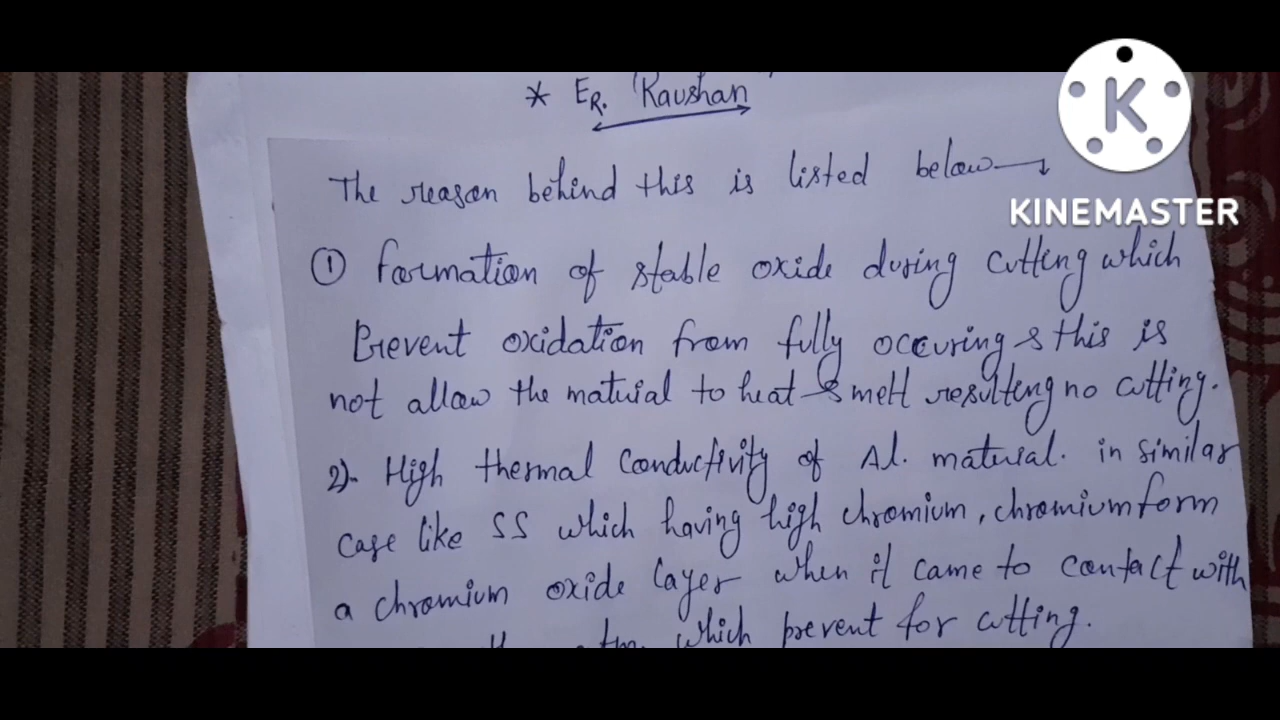 * ER. Kaushan
The reason behind this is listed below
① formation of stable oxide during cutting which
Prevent oxidation from fully occuring & this is
not allow the material to heat & melt resulting no cutting.
2). High thermal conductivity of Al. material. in similar
case like SS which having high chromium, chromium form
a chromium oxide layer when it came to contact with
atm. which prevent for cutting.
K
KINEMASTER